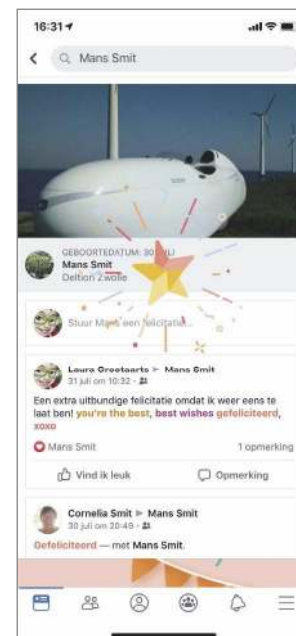 16:31
Mans Smit
GEBOORTEDATUM: 30 JULI
Mans Smit
Deltion Zwolle
Stuur Mans een felicitatie...
Mans Smit
31 juli om 10:32 ·
Een extra uitbundige felicitatie omdat ik weer eens te
laat ben! you're the best, best wishes gefeliciteerd,
xoxo
Mans Smit 1 opmerking
Vind ik leuk Opmerking
Cornelia Smit ▶ Mans Smit
30 juli om 20:49 ·
Gefeliciteerd — met Mans Smit.